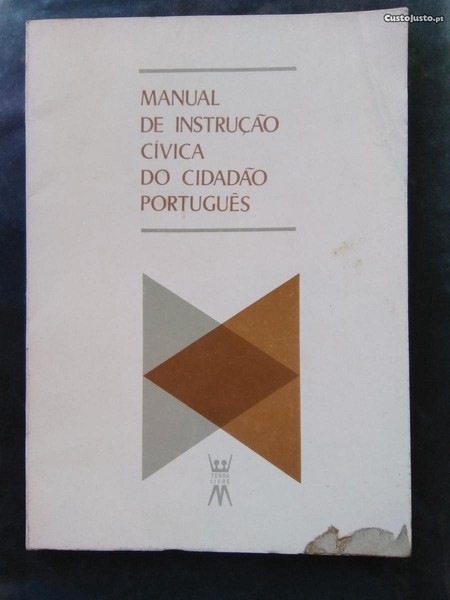 CustoJusto.pt
MANUAL
DE INSTRUÇÃO
CÍVICA
DO CIDADÃO
PORTUGUÊS
TERRA
LIVRE